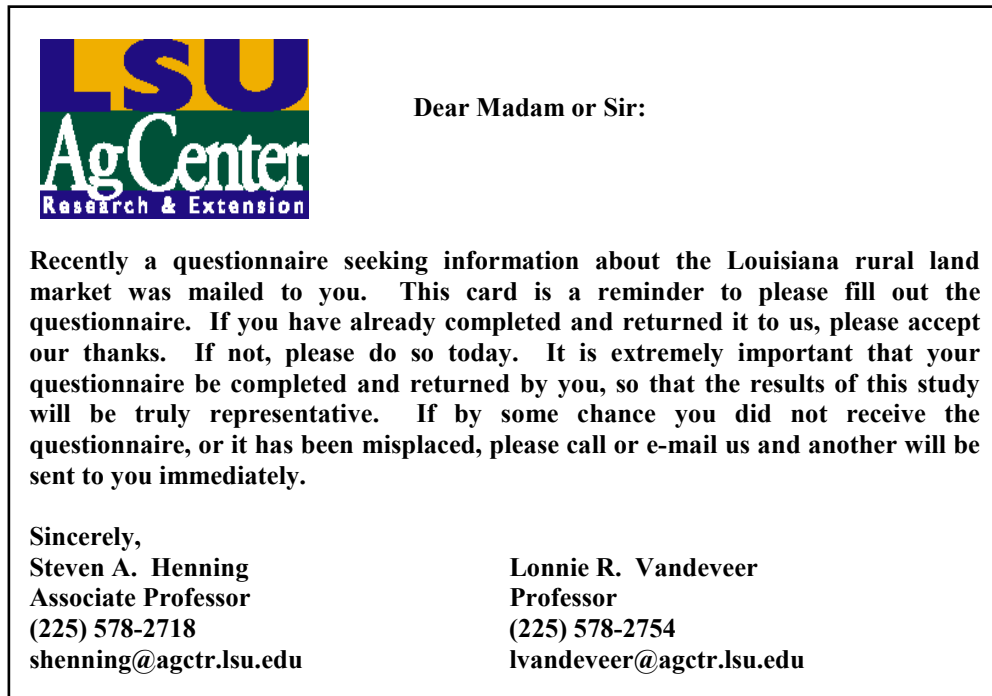 LSU
AgCenter
Research & Extension
Dear Madam or Sir:
Recently a questionnaire seeking information about the Louisiana rural land
market was mailed to you. This card is a reminder to please fill out the
questionnaire. If you have already completed and returned it to us, please accept
our thanks. If not, please do so today. It is extremely important that your
questionnaire be completed and returned by you, so that the results of this study
will be truly representative. If by some chance you did not receive the
questionnaire, or it has been misplaced, please call or e-mail us and another will be
sent to you immediately.
Sincerely,
Steven A. Henning
Associate Professor
(225) 578-2718
shenning@agctr.lsu.edu
Lonnie R. Vandeveer
Professor
(225) 578-2754
lvandeveer@agctr.lsu.edu